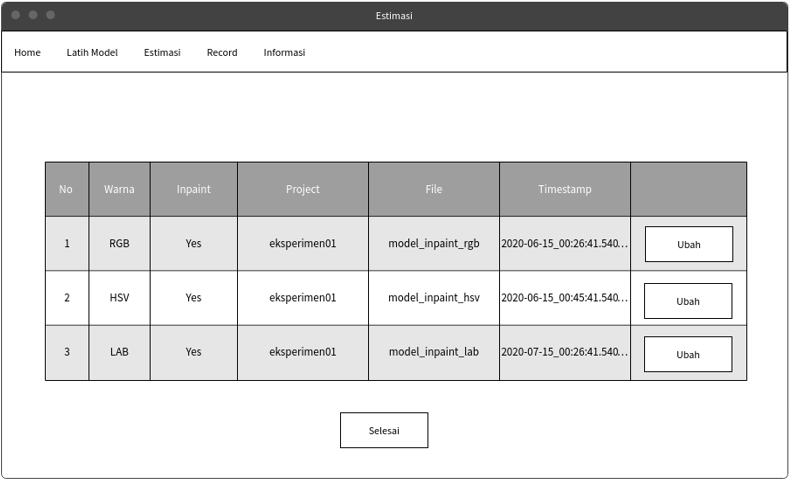 Estimasi
Home Latih Model Estimasi Record Informasi
No Warna Inpaint Project File Timestamp
1 RGB Yes eksperimen01 model_inpaint_rgb 2020-06-15_00:26:41.540... Ubah
2 HSV Yes eksperimen01 model_inpaint_hsv 2020-06-15_00:45:41.540... Ubah
3 LAB Yes eksperimen01 model_inpaint_lab 2020-07-15_00:26:41.540... Ubah
Selesai